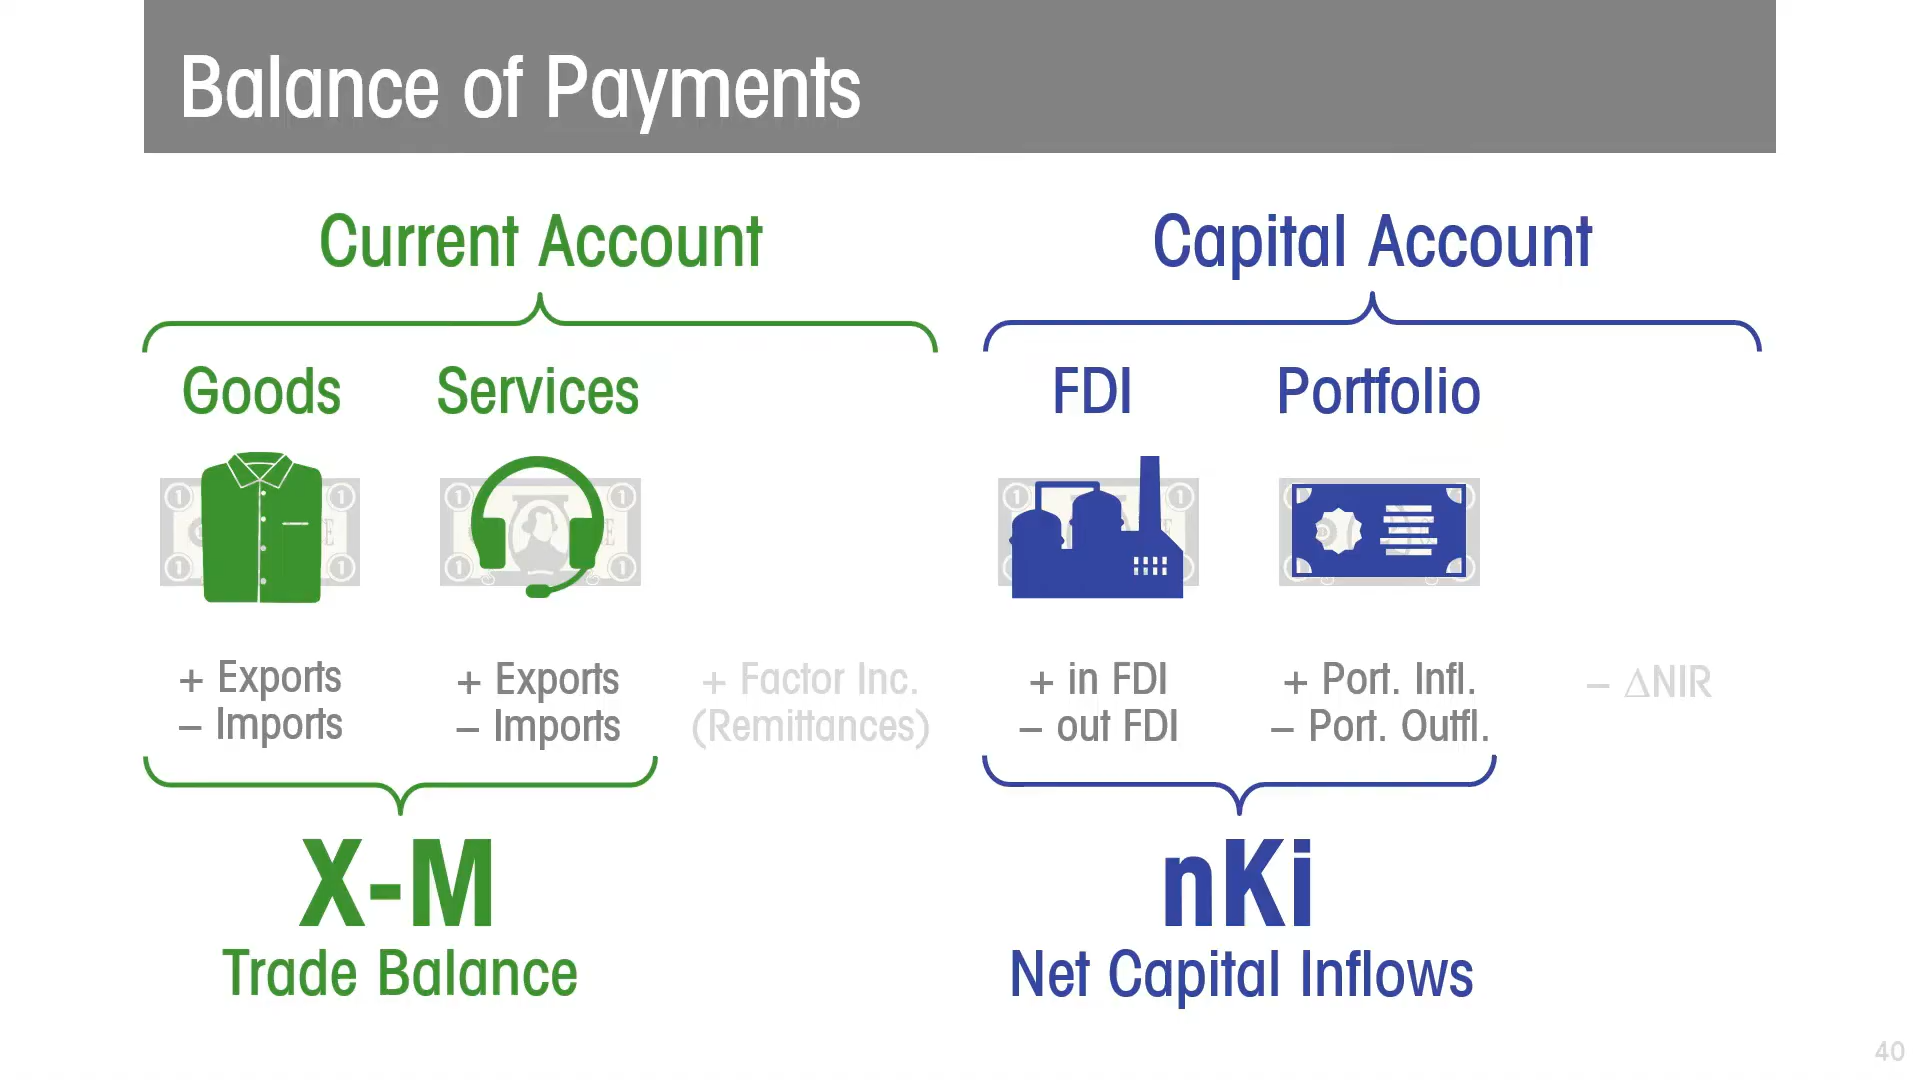 Balance of Payments
Current Account
Capital Account
Goods
Services
FDI
Portfolio
+ Exports
– Imports
+ Exports
– Imports
+ Factor Inc.
(Remittances)
+ in FDI
– out FDI
+ Port. Infl.
– Port. Outfl.
– ΔNIR
X-M
Trade Balance
nKi
Net Capital Inflows
40